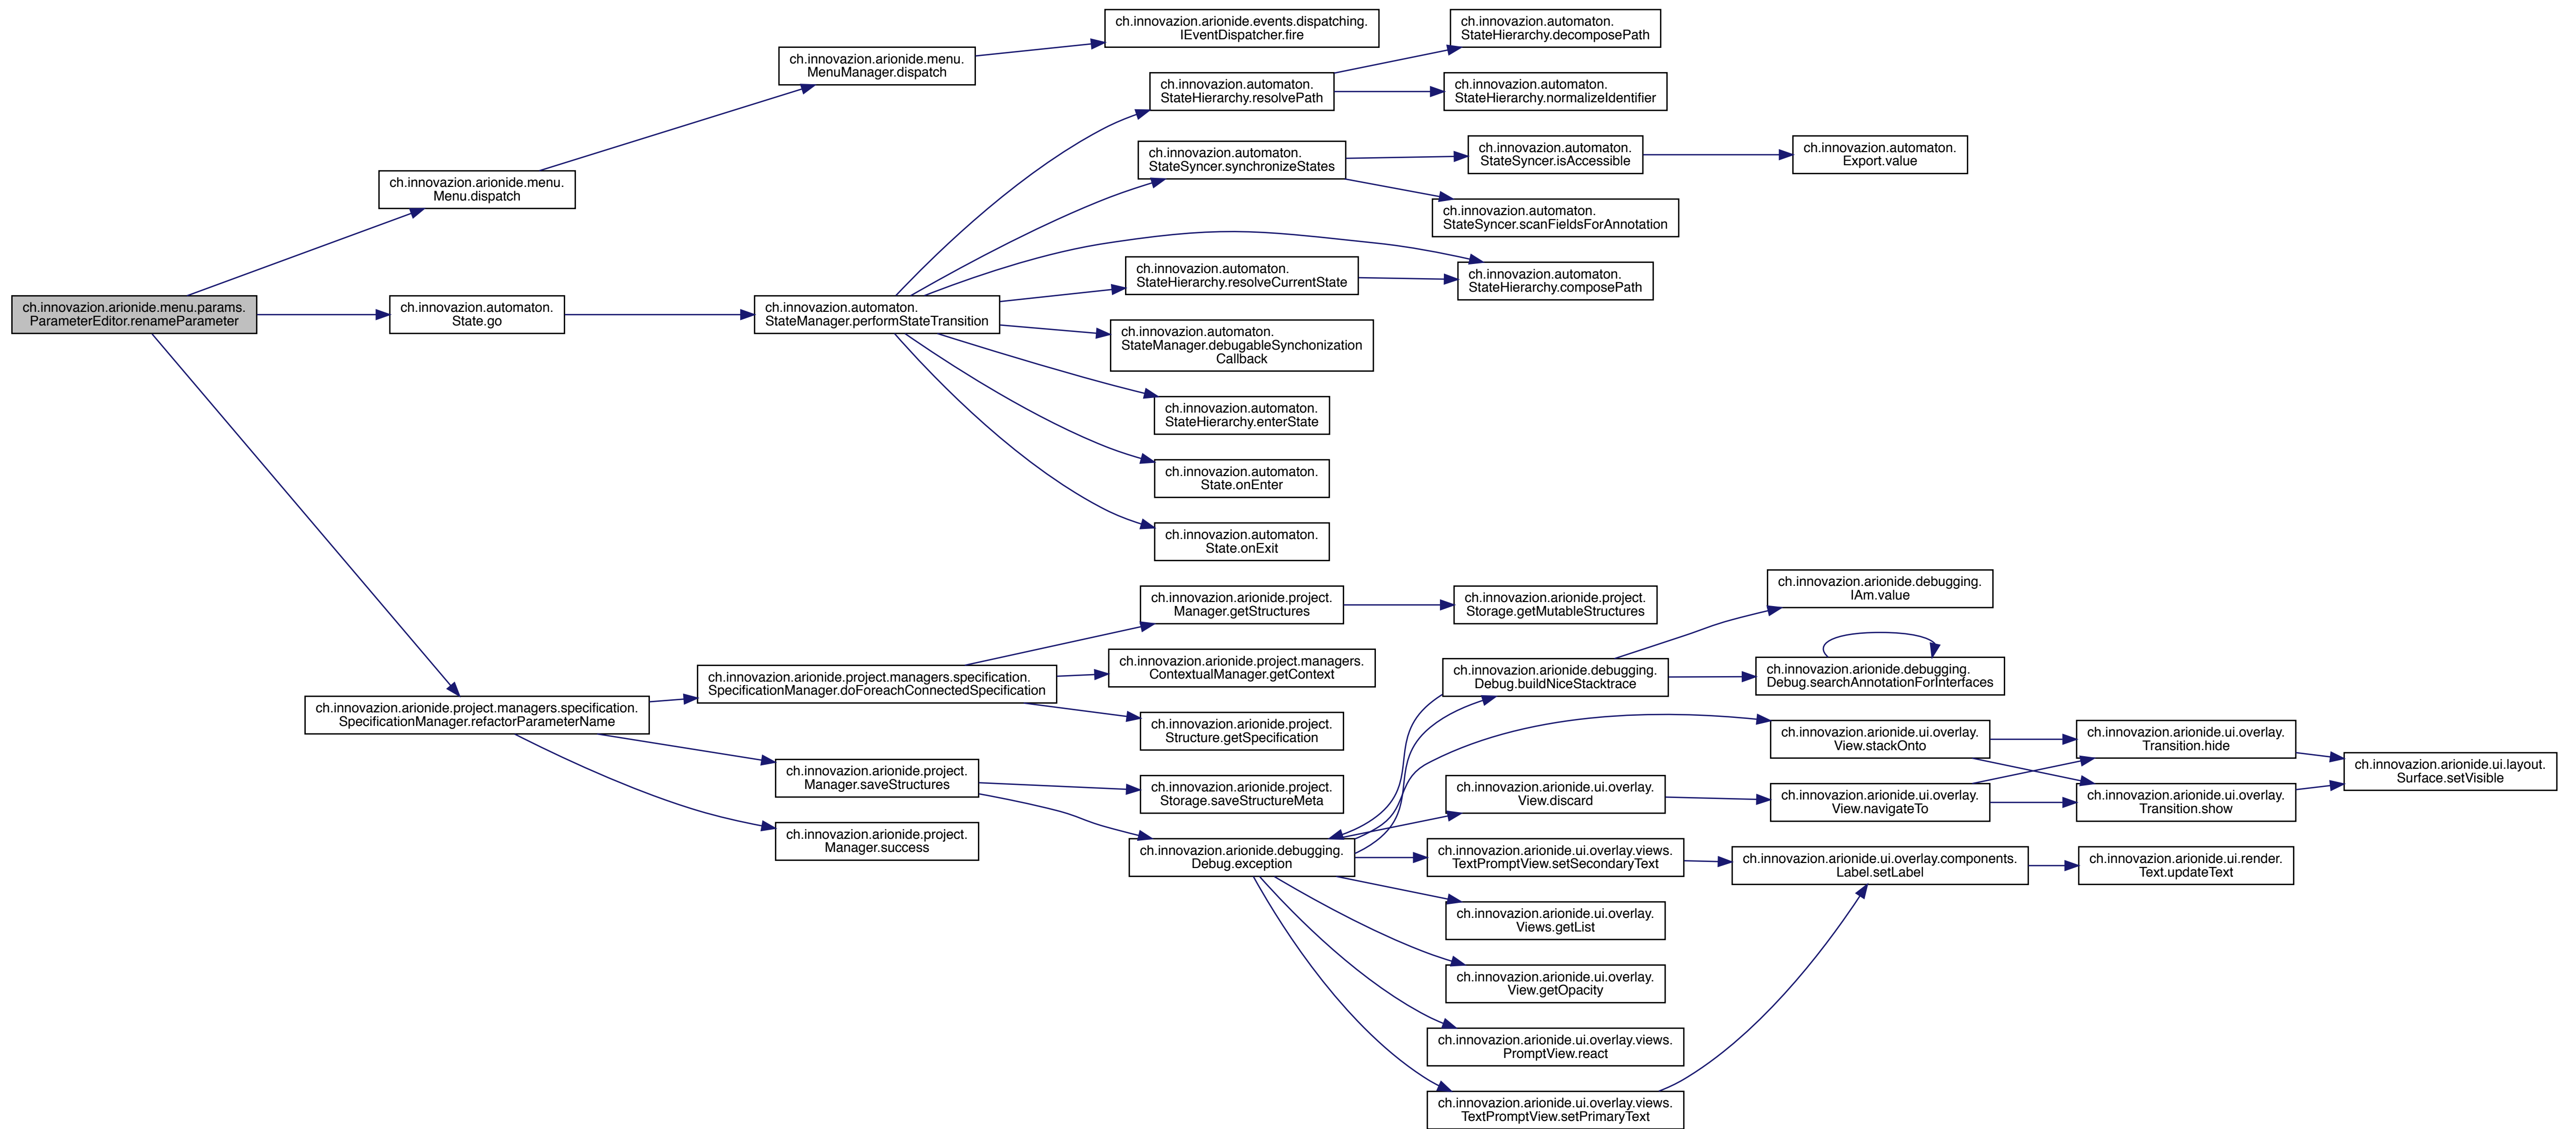 ch.innovazion.arionide.menu.params.
ParameterEditor.renameParameter
ch.innovazion.arionide.menu.
Menu.dispatch
ch.innovazion.arionide.menu.
MenuManager.dispatch
ch.innovazion.arionide.events.dispatching.
IEventDispatcher.fire
ch.innovazion.automaton.
State.go
ch.innovazion.automaton.
StateManager.performStateTransition
ch.innovazion.automaton.
StateHierarchy.resolvePath
ch.innovazion.automaton.
StateHierarchy.decomposePath
ch.innovazion.automaton.
StateHierarchy.normalizeIdentifier
ch.innovazion.automaton.
StateSyncer.synchronizeStates
ch.innovazion.automaton.
StateSyncer.isAccessible
ch.innovazion.automaton.
Export.value
ch.innovazion.automaton.
StateSyncer.scanFieldsForAnnotation
ch.innovazion.automaton.
StateHierarchy.resolveCurrentState
ch.innovazion.automaton.
StateHierarchy.composePath
ch.innovazion.automaton.
StateManager.debugableSynchonization
Callback
ch.innovazion.automaton.
StateHierarchy.enterState
ch.innovazion.automaton.
State.onEnter
ch.innovazion.automaton.
State.onExit
ch.innovazion.arionide.project.managers.specification.
SpecificationManager.refactorParameterName
ch.innovazion.arionide.project.managers.specification.
SpecificationManager.doForeachConnectedSpecification
ch.innovazion.arionide.project.
Manager.getStructures
ch.innovazion.arionide.project.
Storage.getMutableStructures
ch.innovazion.arionide.project.managers.
ContextualManager.getContext
ch.innovazion.arionide.project.
Structure.getSpecification
ch.innovazion.arionide.project.
Manager.saveStructures
ch.innovazion.arionide.project.
Storage.saveStructureMeta
ch.innovazion.arionide.project.
Manager.success
ch.innovazion.arionide.debugging.
Debug.exception
ch.innovazion.arionide.debugging.
Debug.buildNiceStacktrace
ch.innovazion.arionide.debugging.
IAm.value
ch.innovazion.arionide.debugging.
Debug.searchAnnotationForInterfaces
ch.innovazion.arionide.ui.overlay.
View.stackOnto
ch.innovazion.arionide.ui.overlay.
Transition.hide
ch.innovazion.arionide.ui.layout.
Surface.setVisible
ch.innovazion.arionide.ui.overlay.
View.discard
ch.innovazion.arionide.ui.overlay.
View.navigateTo
ch.innovazion.arionide.ui.overlay.
Transition.show
ch.innovazion.arionide.ui.overlay.views.
TextPromptView.setSecondaryText
ch.innovazion.arionide.ui.overlay.components.
Label.setLabel
ch.innovazion.arionide.ui.render.
Text.updateText
ch.innovazion.arionide.ui.overlay.
Views.getList
ch.innovazion.arionide.ui.overlay.
View.getOpacity
ch.innovazion.arionide.ui.overlay.views.
PromptView.react
ch.innovazion.arionide.ui.overlay.views.
TextPromptView.setPrimaryText